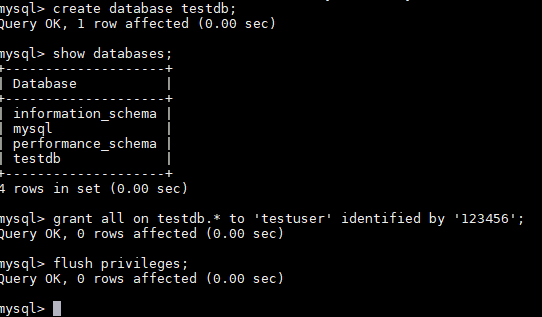 mysql> create database testdb;
Query OK, 1 row affected (0.00 sec)
mysql> show databases;
+--------------------+
| Database           |
+--------------------+
| information_schema |
| mysql              |
| performance_schema |
| testdb             |
+--------------------+
4 rows in set (0.00 sec)
mysql> grant all on testdb.* to 'testuser' identified by '123456';
Query OK, 0 rows affected (0.00 sec)
mysql> flush privileges;
Query OK, 0 rows affected (0.00 sec)
mysql>